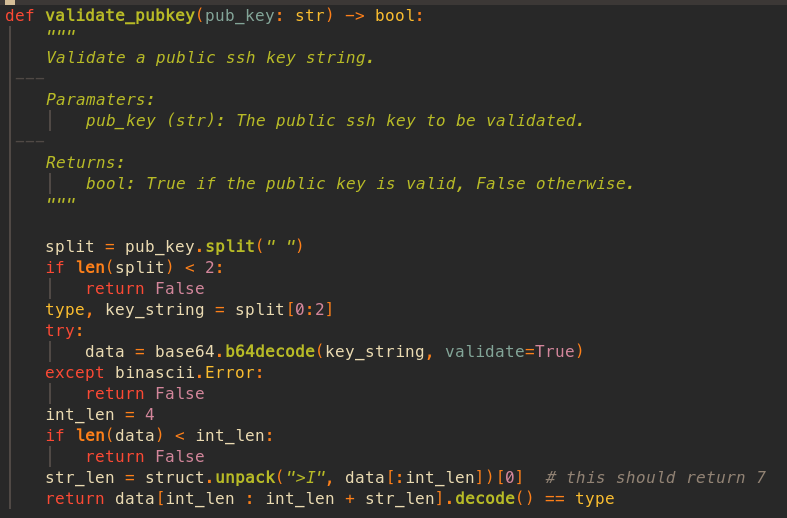 def validate_pubkey(pub_key: str) -> bool:
    """
    Validate a public ssh key string.

    Paramaters:
        pub_key (str): The public ssh key to be validated.

    Returns:
        bool: True if the public key is valid, False otherwise.
    """

    split = pub_key.split(" ")
    if len(split) < 2:
        return False
    type, key_string = split[0:2]
    try:
        data = base64.b64decode(key_string, validate=True)
    except binascii.Error:
        return False
    int_len = 4
    if len(data) < int_len:
        return False
    str_len = struct.unpack(">I", data[:int_len])[0]  # this should return 7
    return data[int_len : int_len + str_len].decode() == type